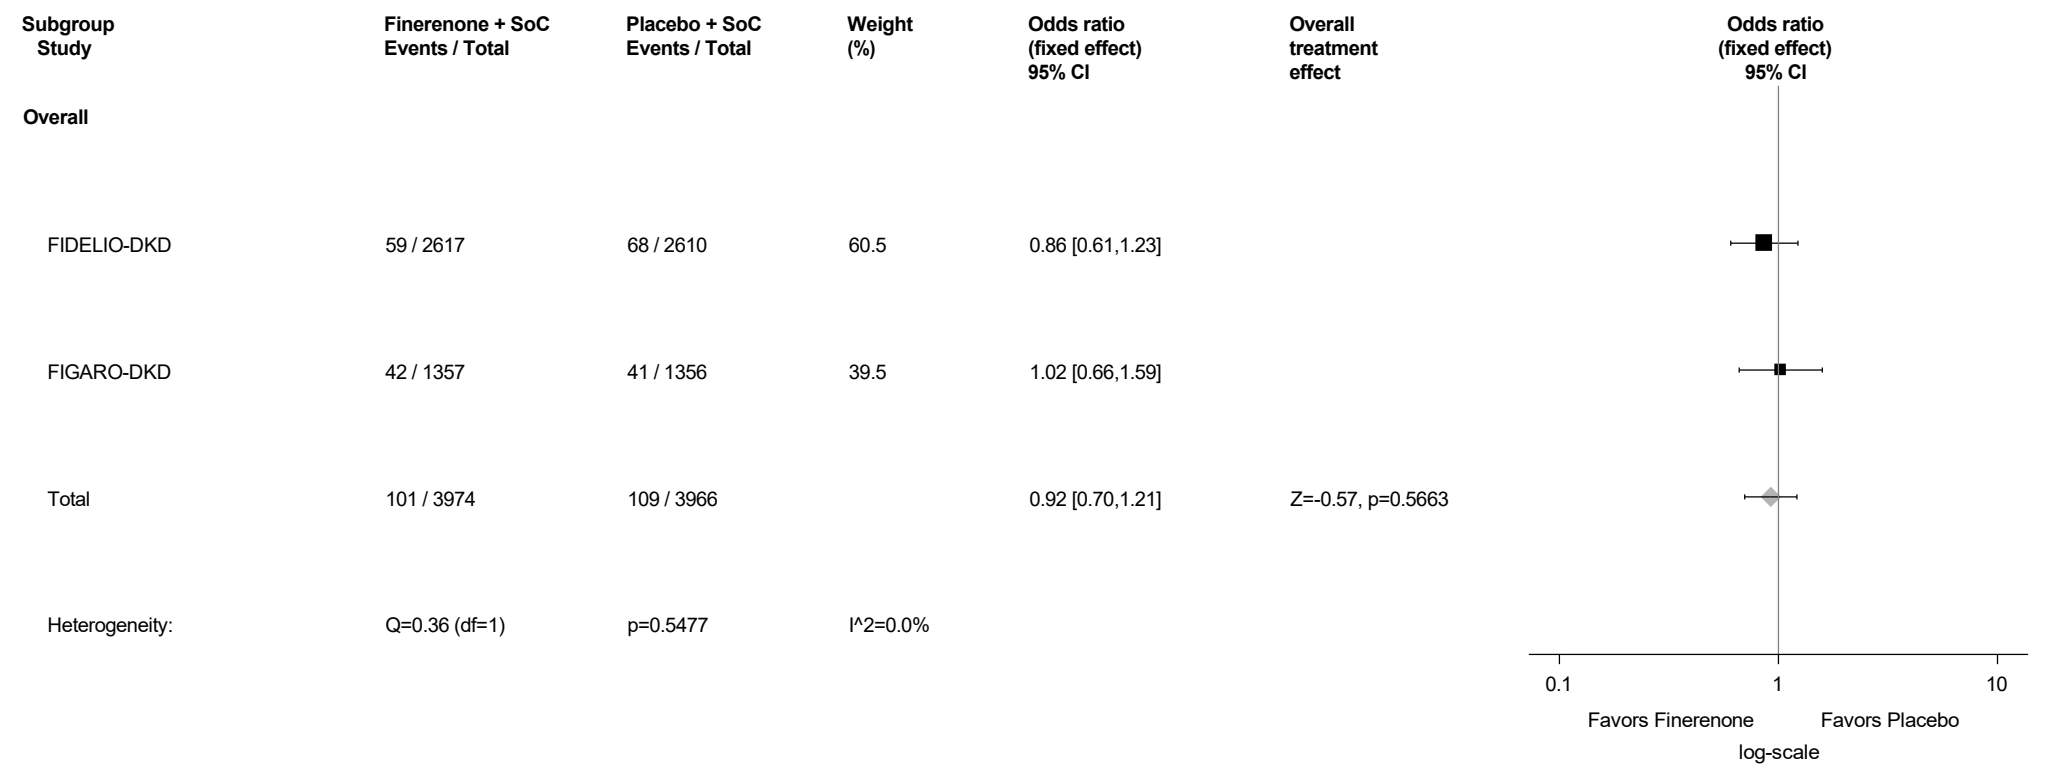 Subgroup Finerenone + SoC Placebo + SoC Weight Odds ratio Overall Odds ratio
Study Events / Total Events / Total (%) (fixed effect) treatment (fixed effect)
95% CI effect 95% CI
Overall
FIDELIO-DKD 59 / 2617 68 / 2610 60.5 0.86 [0.61,1.23]
FIGARO-DKD 42 / 1357 41 / 1356 39.5 1.02 [0.66,1.59]
Total 101 / 3974 109 / 3966 0.92 [0.70,1.21] Z=-0.57, p=0.5663
Heterogeneity: Q=0.36 (df=1) p=0.5477 I^2=0.0%
0.1 1 10
Favors Finerenone Favors Placebo
log-scale